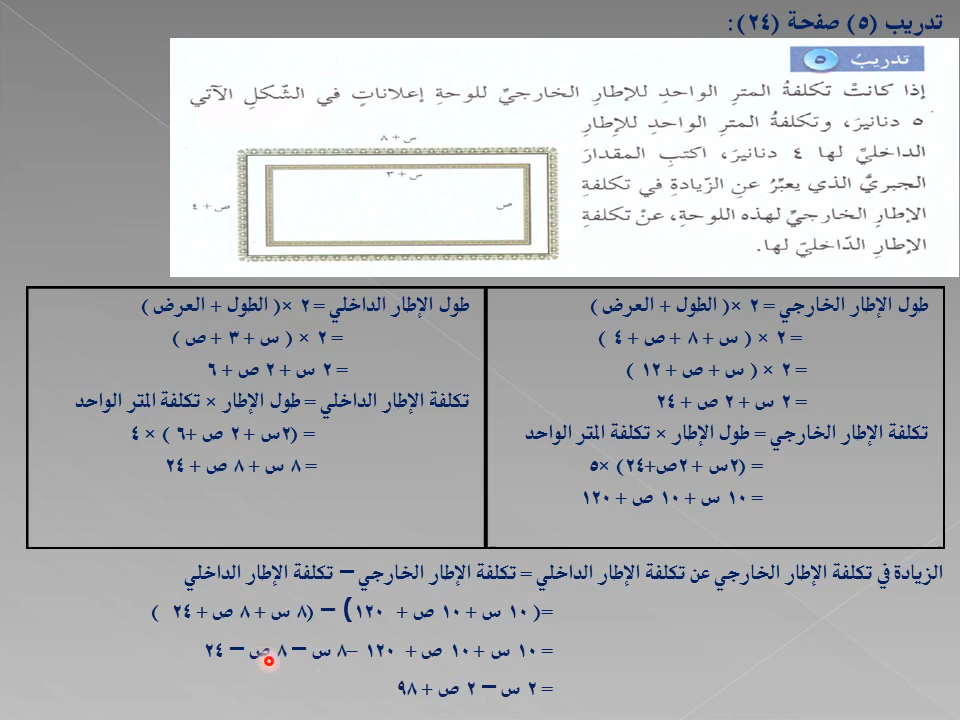 تدريب (٥) صفحة (٢٤):
تدريبُ ٥
إذا كانتْ تكلفةُ المترِ الواحدِ للإطارِ الخارجيِّ للوحةِ إعلاناتٍ في الشّكلِ الآتي
٥ دنانيرَ، وتكلفةُ المترِ الواحدِ للإطارِ
الداخليِّ لها ٤ دنانيرَ، اكتبِ المقدارَ
الجبريَّ الذي يعبِّرُ عنِ الزّيادةِ في تكلفةِ
الإطارِ الخارجيِّ لهذه اللوحةِ، عنْ تكلفةِ
الإطارِ الدّاخليّ لها.
س + ٨
س + ٣
ص
ص + ٤
طول الإطار الخارجي = ٢ ×( الطول + العرض )
= ٢ × ( س + ٨ + ص + ٤ )
= ٢ × ( س + ص + ١٢ )
= ٢ س + ٢ ص + ٢٤
تكلفة الإطار الخارجي = طول الإطار × تكلفة المتر الواحد
= (٢س + ٢ص+٢٤) ×٥
= ١٠ س + ١٠ ص + ١٢٠
طول الإطار الداخلي = ٢ ×( الطول + العرض )
= ٢ × ( س + ٣ + ص )
= ٢ س + ٢ ص + ٦
تكلفة الإطار الداخلي = طول الإطار × تكلفة المتر الواحد
= (٢س + ٢ ص +٦ ) × ٤
= ٨ س + ٨ ص + ٢٤
الزيادة في تكلفة الإطار الخارجي عن تكلفة الإطار الداخلي = تكلفة الإطار الخارجي – تكلفة الإطار الداخلي
=( ١٠ س + ١٠ ص + ١٢٠) – (٨ س + ٨ ص + ٢٤ )
= ١٠ س + ١٠ ص + ١٢٠ –٨ س – ٨ ص – ٢٤
= ٢ س – ٢ ص + ٩٨